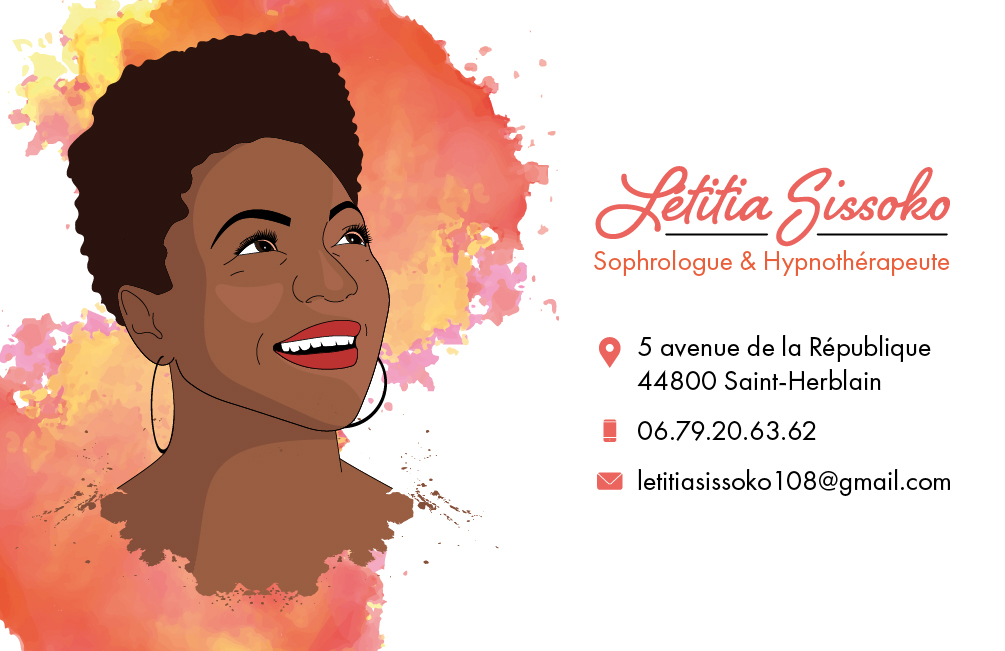 Létitia Sissoko
Sophrologue & Hypnothérapeute
5 avenue de la République
44800 Saint-Herblain
06.79.20.63.62
letitiasissoko108@gmail.com